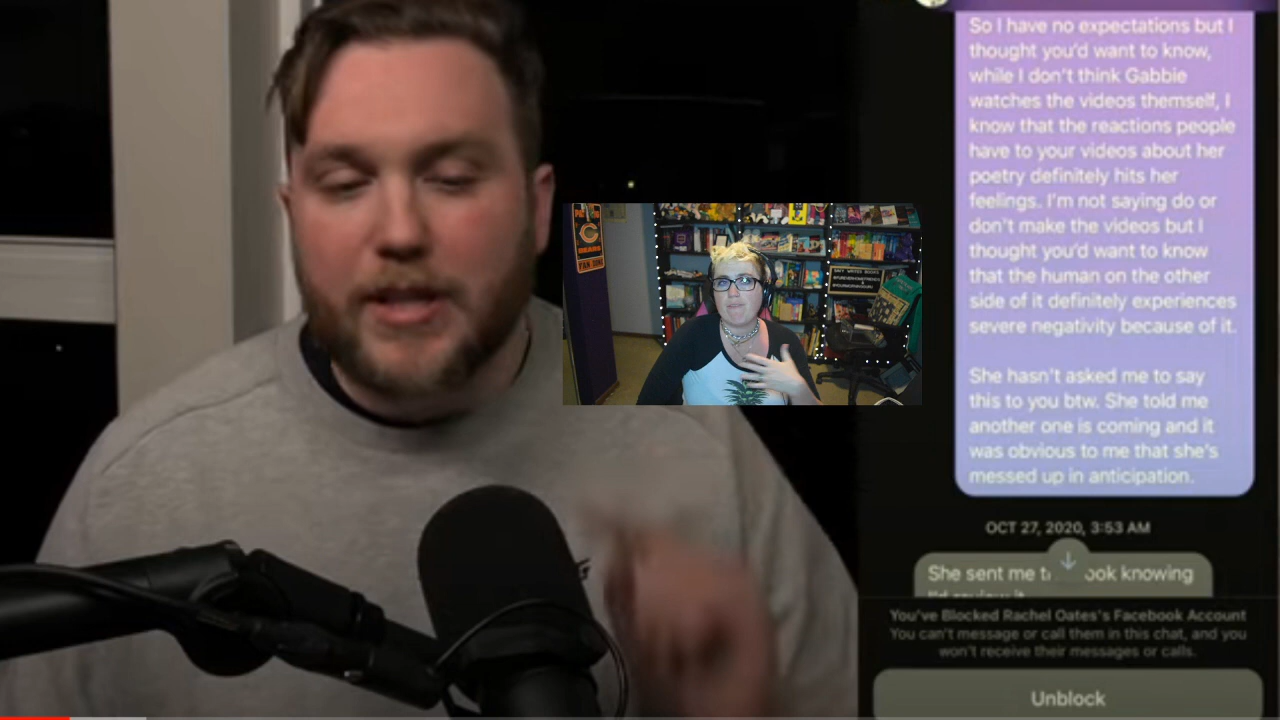 So I have no expectations but I
thought you'd want to know,
while I don't think Gabbie
watches the videos themself, I
know that the reactions people
have to your videos about her
poetry definitely hits her
feelings. I'm not saying do or
don't make the videos but I
thought you'd want to know
that the human on the other
side of it definitely experiences
severe negativity because of it.
She hasn't asked me to say
this to you btw. She told me
another one is coming and it
was obvious to me that she's
messed up in anticipation.
OCT 27, 2020, 3:53 AM
She sent me knowing
You've Blocked Rachel Oates's Facebook Account
You can't message or call them in this chat, and you
won't receive their messages or calls.
Unblock
BEARS